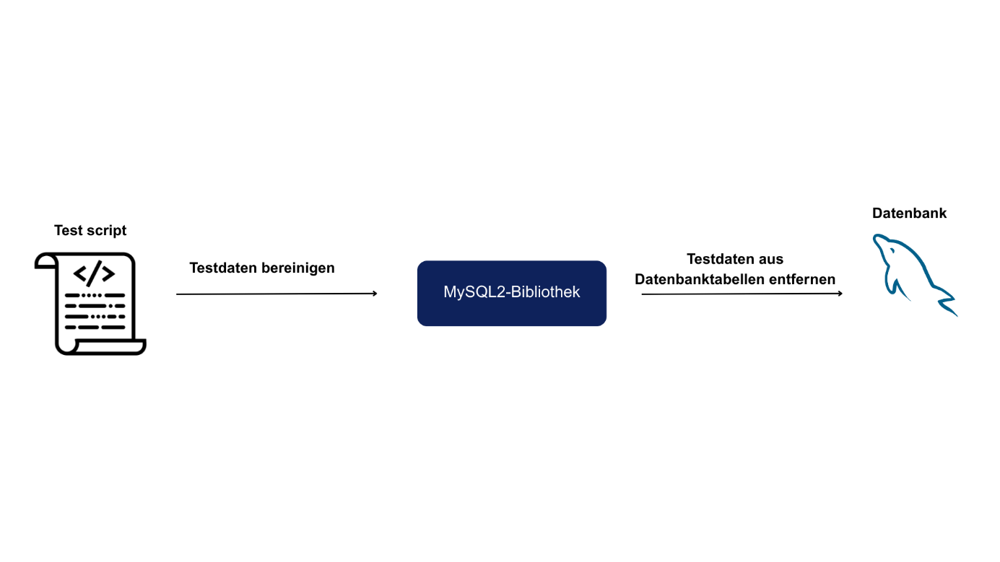 Datenbank
Test script
Testdaten bereinigen
Testdaten aus
Datenbanktabellen entfernen
MySQL2-Bibliothek
</>